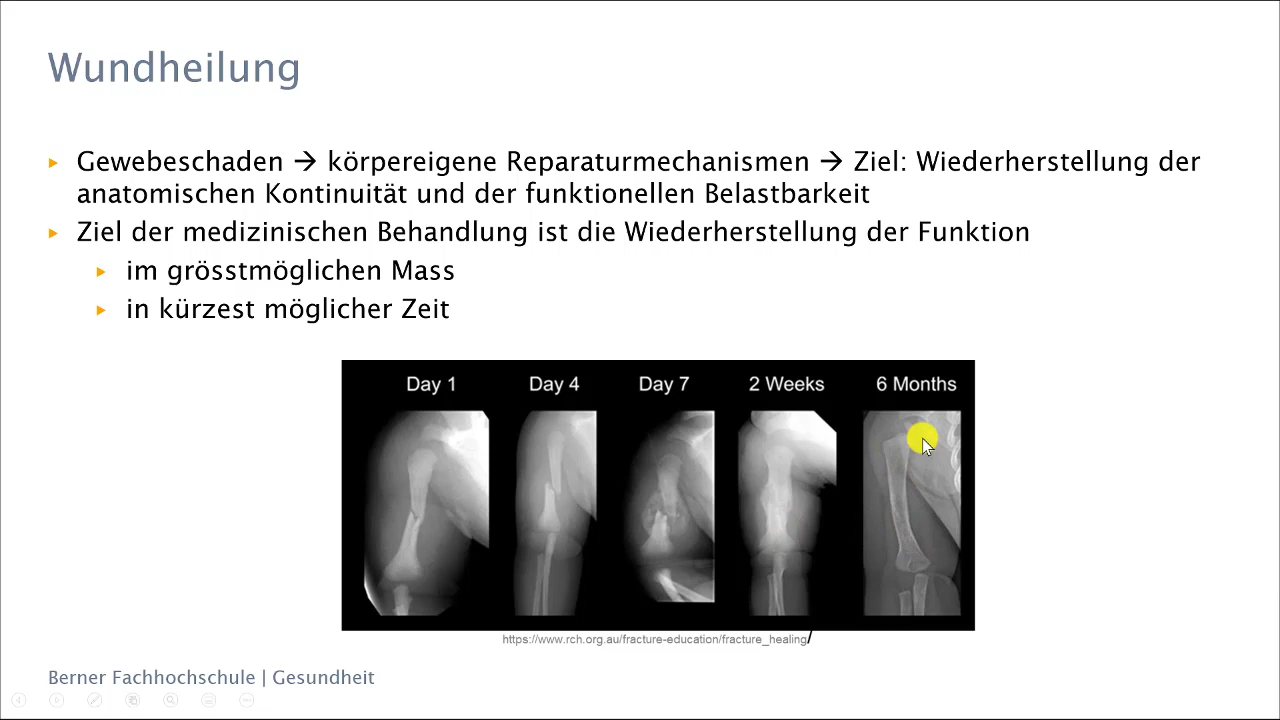 Wundheilung
Gewebeschaden → körpereigene Reparaturmechanismen → Ziel: Wiederherstellung der
anatomischen Kontinuität und der funktionellen Belastbarkeit
Ziel der medizinischen Behandlung ist die Wiederherstellung der Funktion
im grösstmöglichen Mass
in kürzest möglicher Zeit
Day 1 Day 4 Day 7 2 Weeks 6 Months
https://www.rch.org.au/fracture-education/fracture_healing/
Berner Fachhochschule | Gesundheit